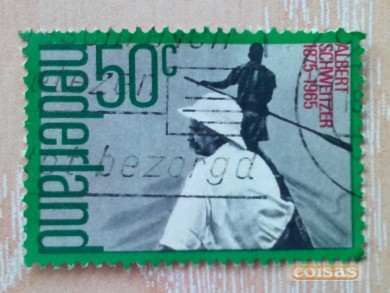 nederland
50c
ALBERT
SCHWEITZER
1875-1965
bezorgd
coisas